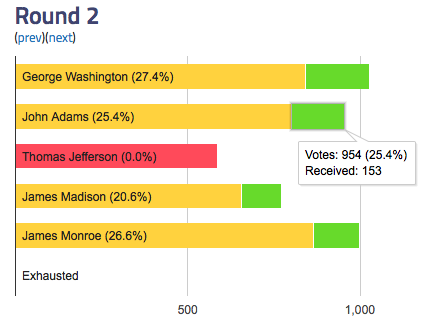 Round 2
(prev)(next)
George Washington (27.4%)
John Adams (25.4%)
Votes: 954 (25.4%)
Received: 153
Thomas Jefferson (0.0%)
James Madison (20.6%)
James Monroe (26.6%)
Exhausted
500
1,000